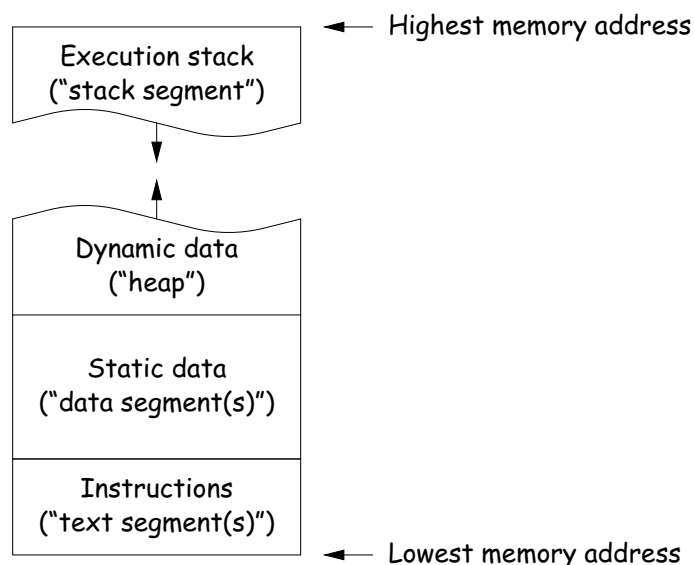 Highest memory address
Execution stack
(“stack segment”)
Dynamic data
(“heap”)
Static data
(“data segment(s)”)
Instructions
(“text segment(s)”)
Lowest memory address